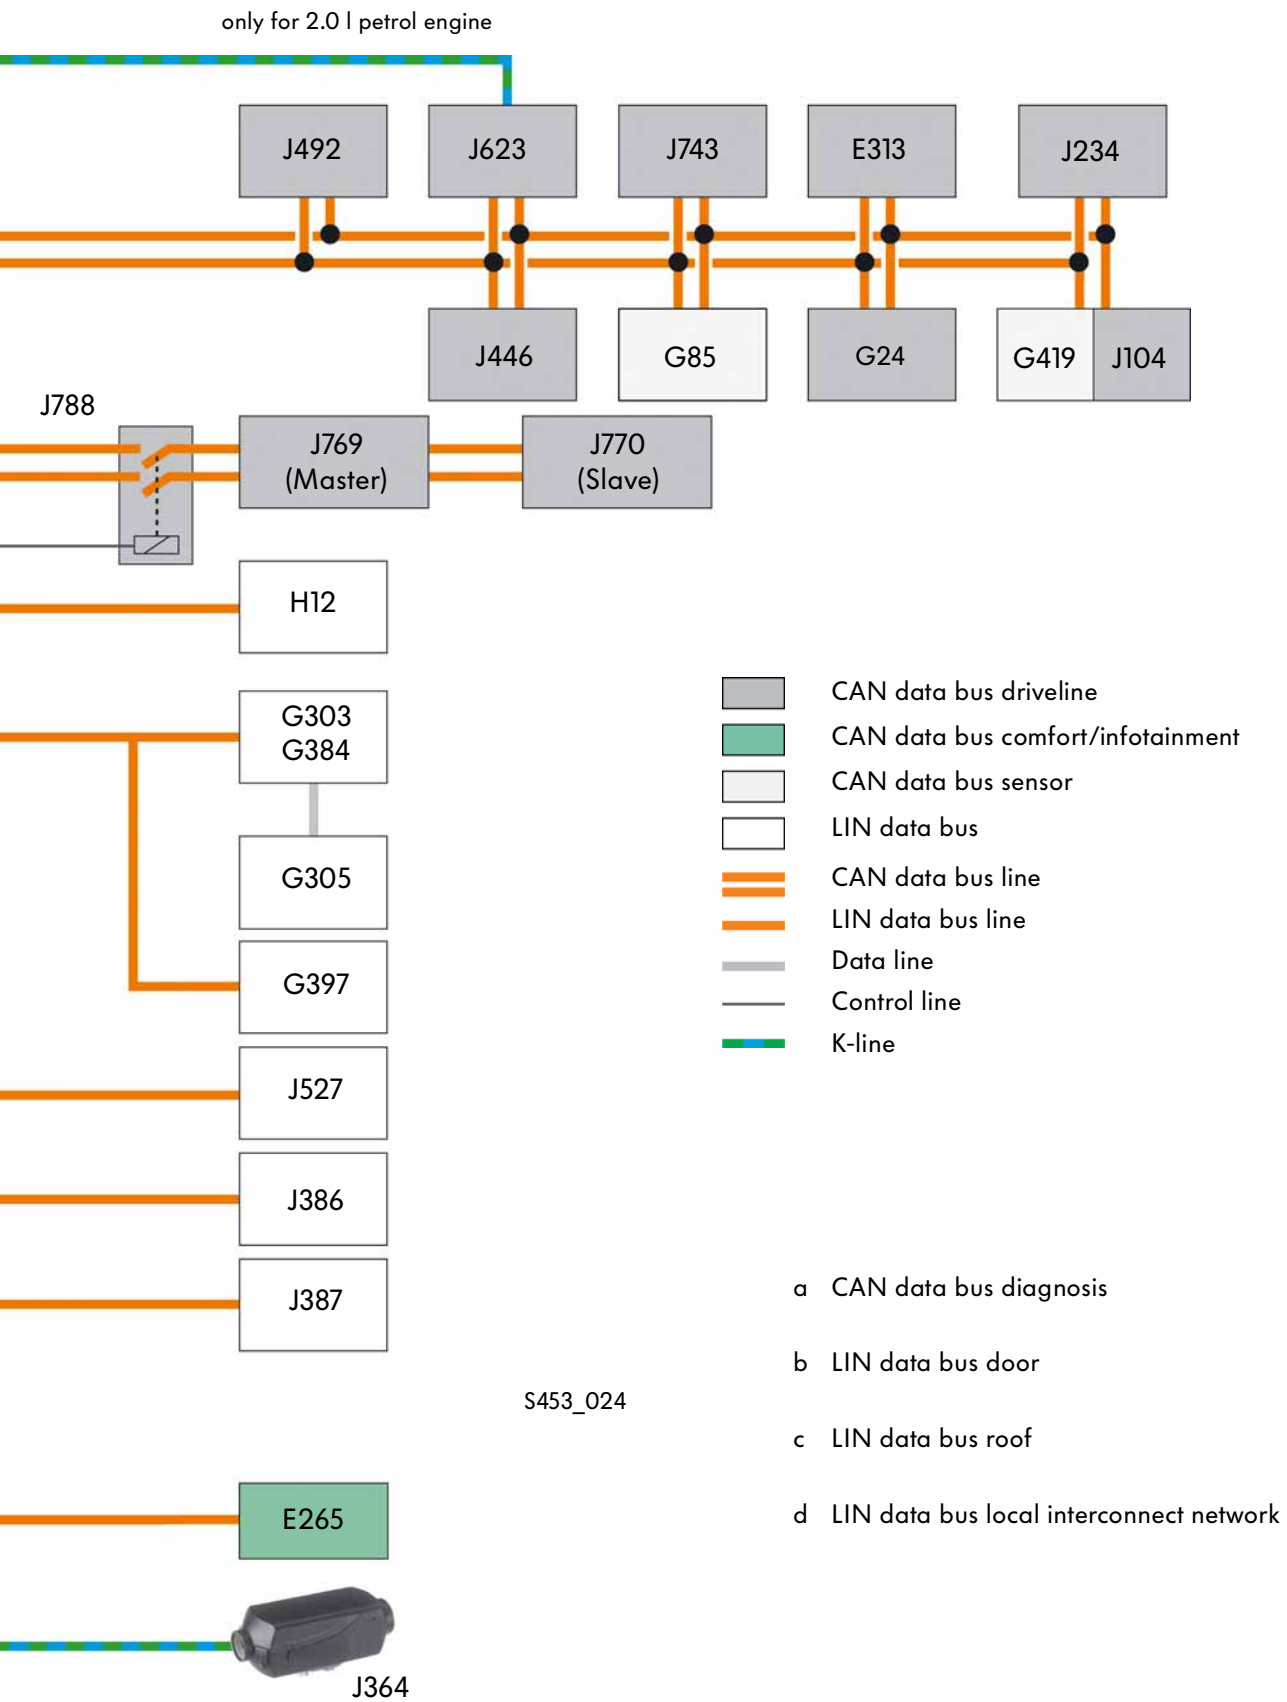 only for 2.0 l petrol engine
J492
J623
J743
E313
J234
J446
G85
G24
G419
J104
J788
J769
(Master)
J770
(Slave)
H12
G303
G384
G305
G397
J527
J386
J387
CAN data bus driveline
CAN data bus comfort/infotainment
CAN data bus sensor
LIN data bus
CAN data bus line
LIN data bus line
Data line
Control line
K-line
a CAN data bus diagnosis
b LIN data bus door
c LIN data bus roof
d LIN data bus local interconnect network
S453_024
E265
J364